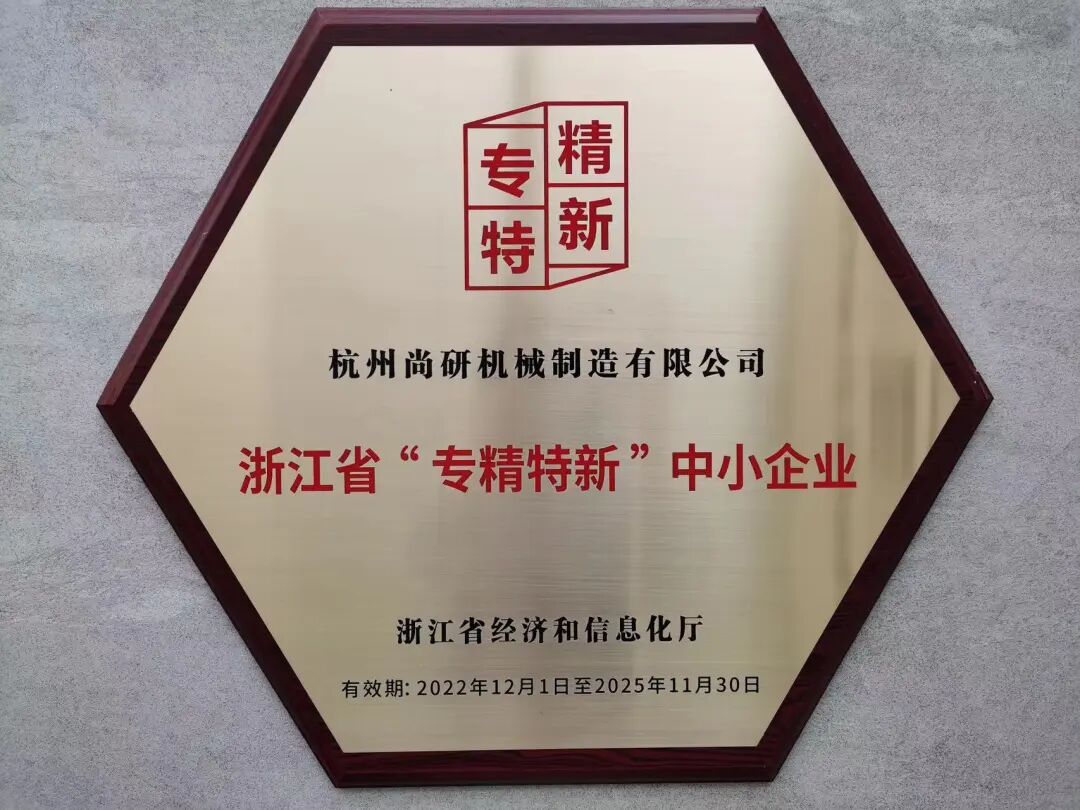 专精
特新
杭州尚研机械制造有限公司
浙江省“专精特新”中小企业
浙江省经济和信息化厅
有效期: 2022年12月1日至2025年11月30日